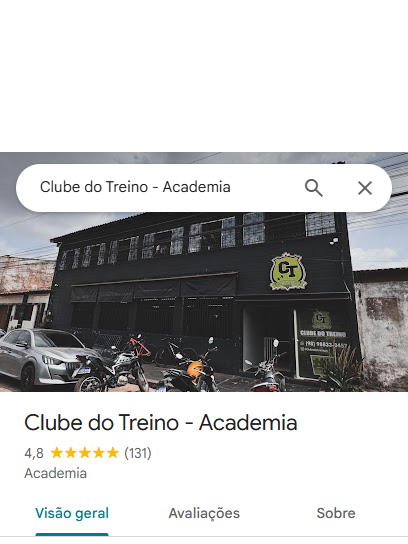 Clube do Treino - Academia
CT
CLUBE DO TREINO
Clube do Treino - Academia
4,8 (131)
Academia
Visão geral
Avaliações
Sobre